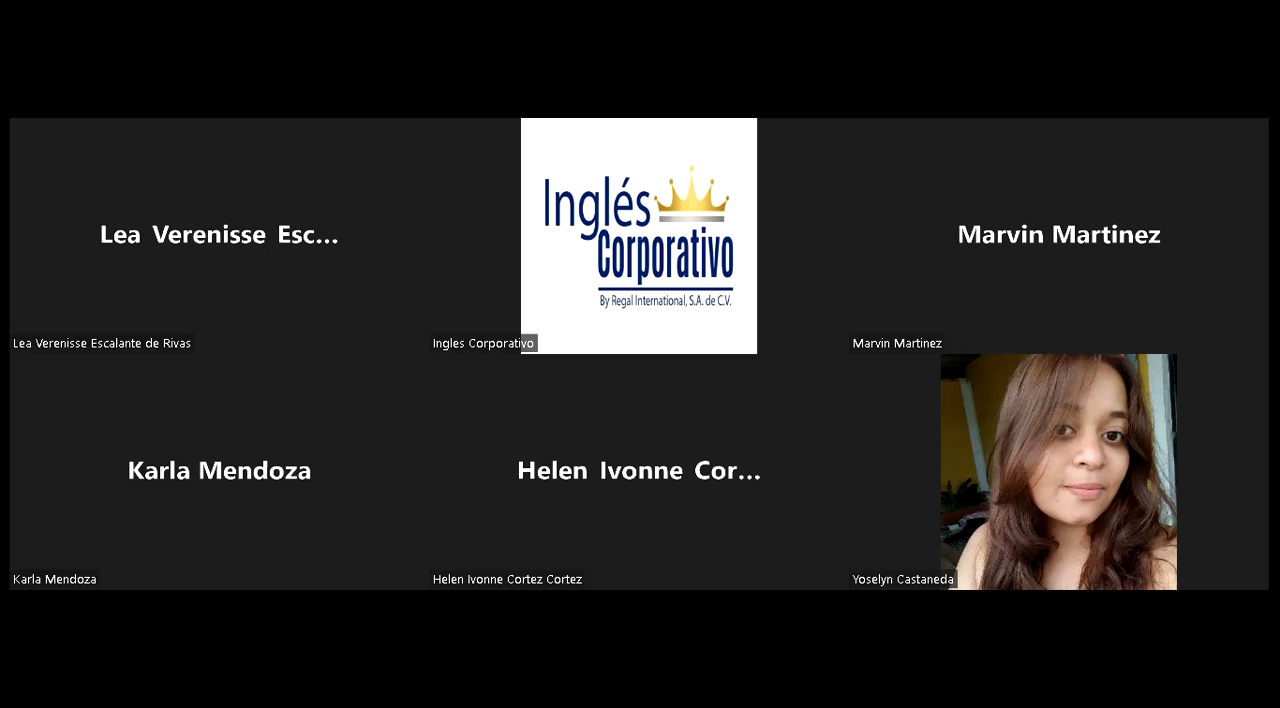 Lea Verenisse Esc...
Lea Verenisse Escalante de Rivas
Inglés
Corporativo
By Regal International, S.A. de C.V.
Ingles Corporativo
Marvin Martinez
Marvin Martinez
Karla Mendoza
Karla Mendoza
Helen Ivonne Cor...
Helen Ivonne Cortez Cortez
Yoselyn Castaneda